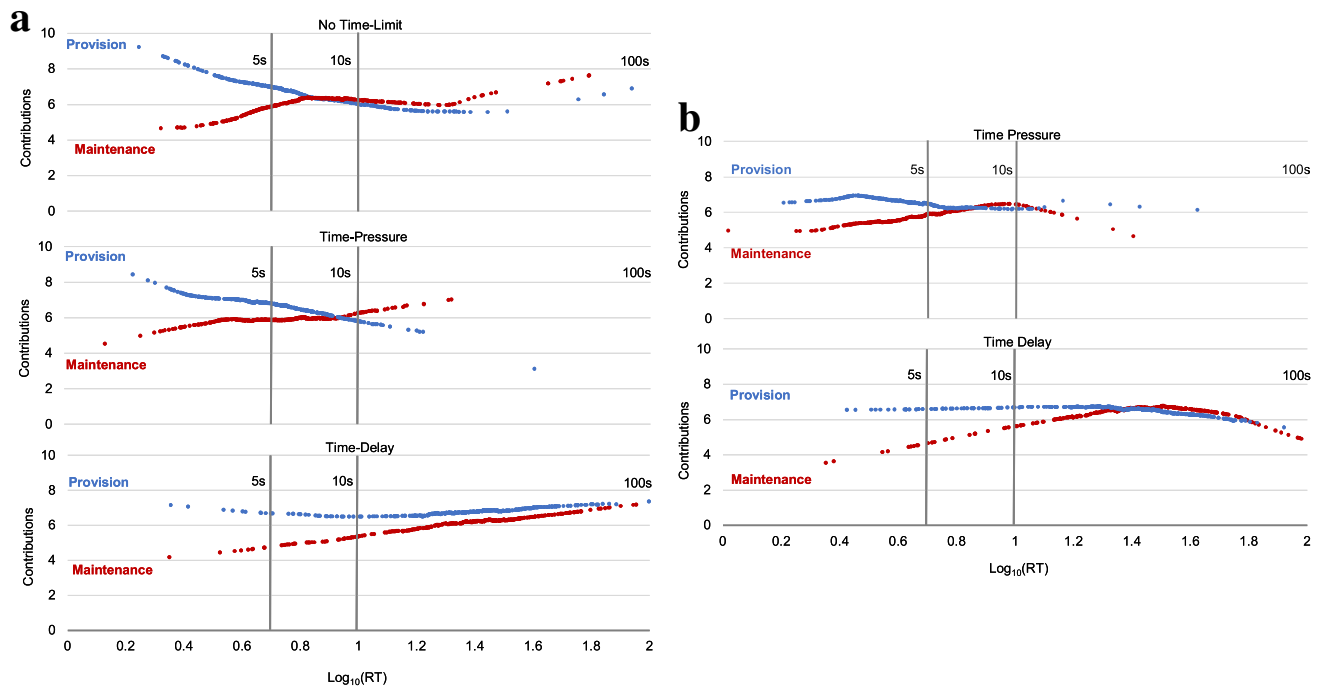 a
No Time-Limit
10
Provision
5s
10s
100s
8
6
4
Maintenance
2
0
Contributions
Time-Pressure
10
Provision
5s
10s
100s
8
6
4
Maintenance
2
0
Contributions
Time-Delay
10
Provision
5s
10s
100s
8
6
4
Maintenance
2
0
Contributions
0 0.2 0.4 0.6 0.8 1 1.2 1.4 1.6 1.8 2
Log10(RT)
b
Time Pressure
10
Provision
5s
10s
100s
8
6
4
Maintenance
2
0
Contributions
Time Delay
10
Provision
5s
10s
100s
8
6
4
Maintenance
2
0
Contributions
0 0.2 0.4 0.6 0.8 1 1.2 1.4 1.6 1.8 2
Log10(RT)